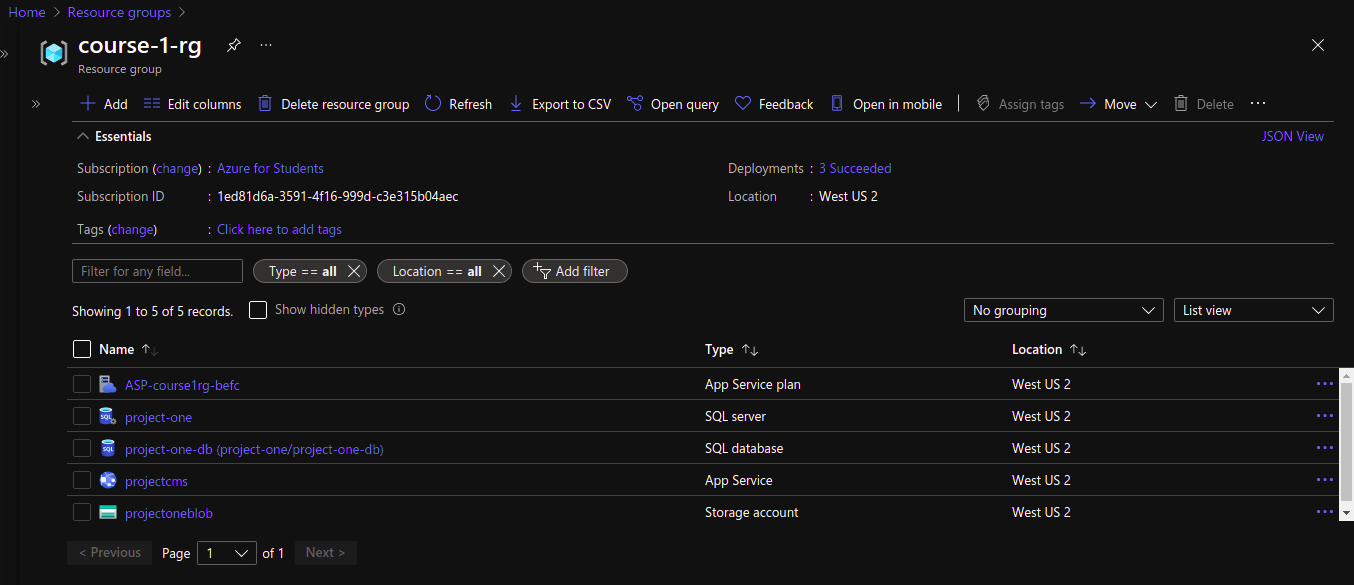 Home > Resource groups >
course-1-rg ...
Resource group
Add Edit columns Delete resource group Refresh Export to CSV Open query Feedback Open in mobile | Assign tags Move Delete ...
Essentials JSON View
Subscription (change) : Azure for Students Deployments : 3 Succeeded
Subscription ID : 1ed81d6a-3591-4f16-999d-c3e315b04aec Location : West US 2
Tags (change) : Click here to add tags
Filter for any field... Type == all Location == all Add filter
Showing 1 to 5 of 5 records. Show hidden types No grouping List view
Name Type Location
ASP-course1rg-befc App Service plan West US 2
project-one SQL server West US 2
project-one-db (project-one/project-one-db) SQL database West US 2
projectcms App Service West US 2
projectoneblob Storage account West US 2
< Previous Page 1 of 1 Next >